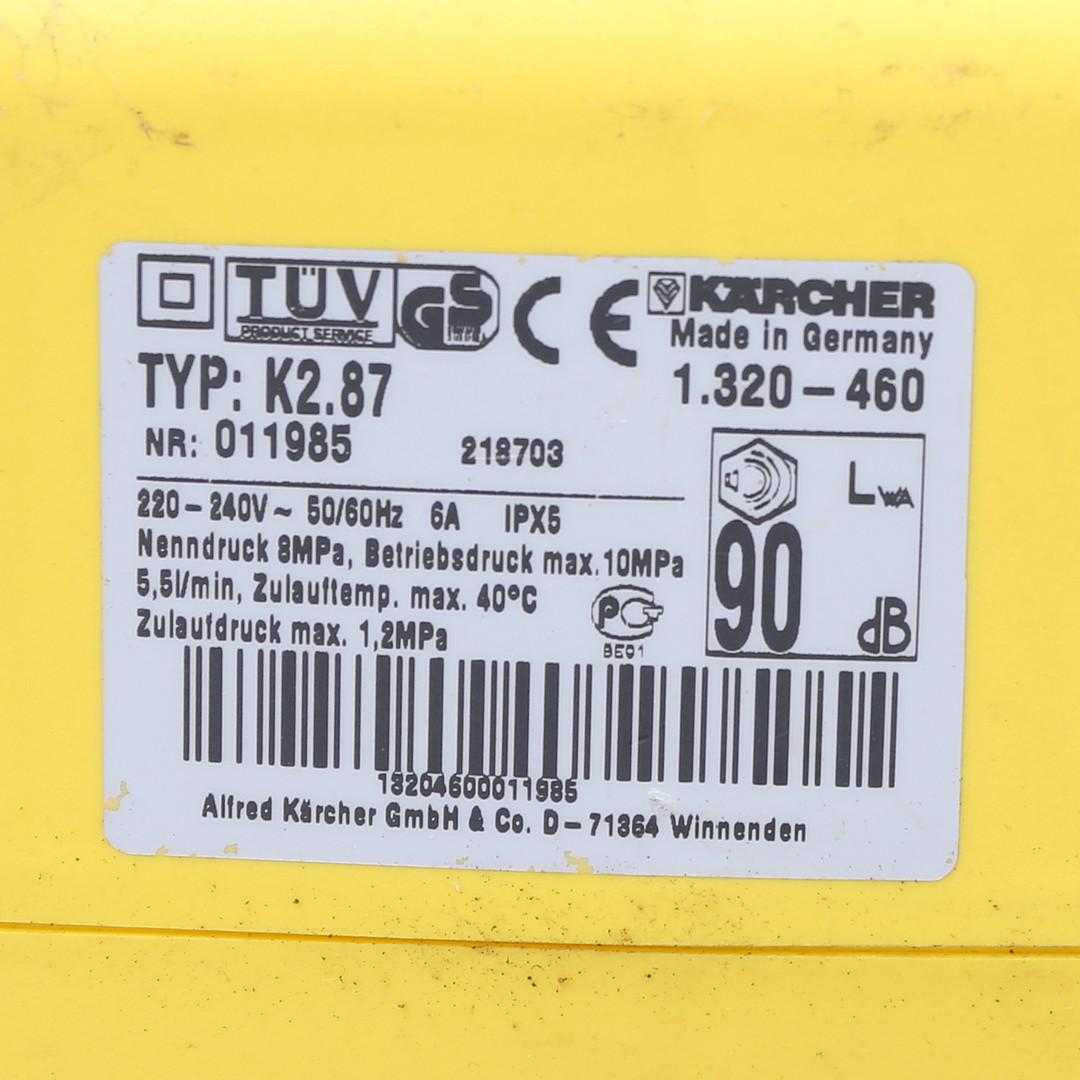 TÜV
PRODUCT SERVICE
GS
CE
KÄRCHER
Made in Germany
TYP: K2.87
1.320-460
NR: 011985 218703
220-240V~ 50/60Hz 6A IPX5
Nenndruck 8MPa, Betriebsdruck max.10MPa
5,5l/min, Zulauftemp. max. 40°C
Zulaufdruck max. 1,2MPa
PCT
BE01
LWA
90
dB
13204600011985
Alfred Kärcher GmbH & Co. D-71364 Winnenden